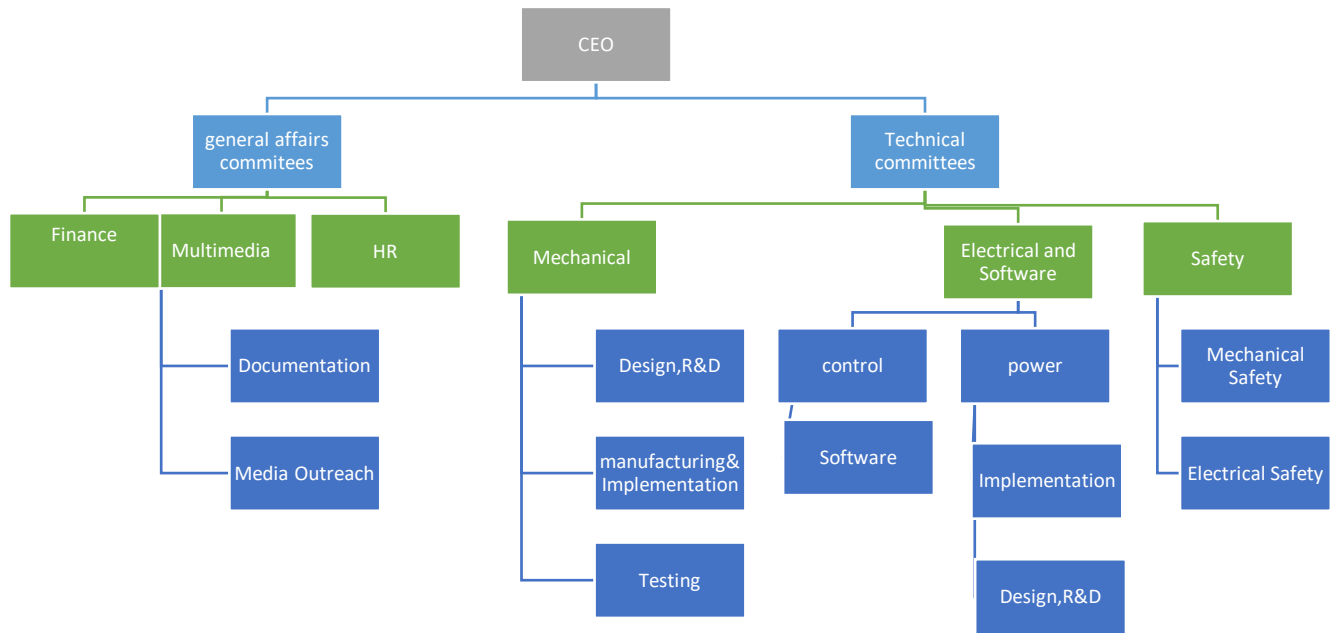 CEO
general affairs
commitees
Technical
committees
Finance
Multimedia
HR
Mechanical
Electrical and
Software
Safety
Documentation
Media Outreach
Design,R&D
manufacturing&
Implementation
Testing
control
Software
power
Implementation
Design,R&D
Mechanical
Safety
Electrical Safety